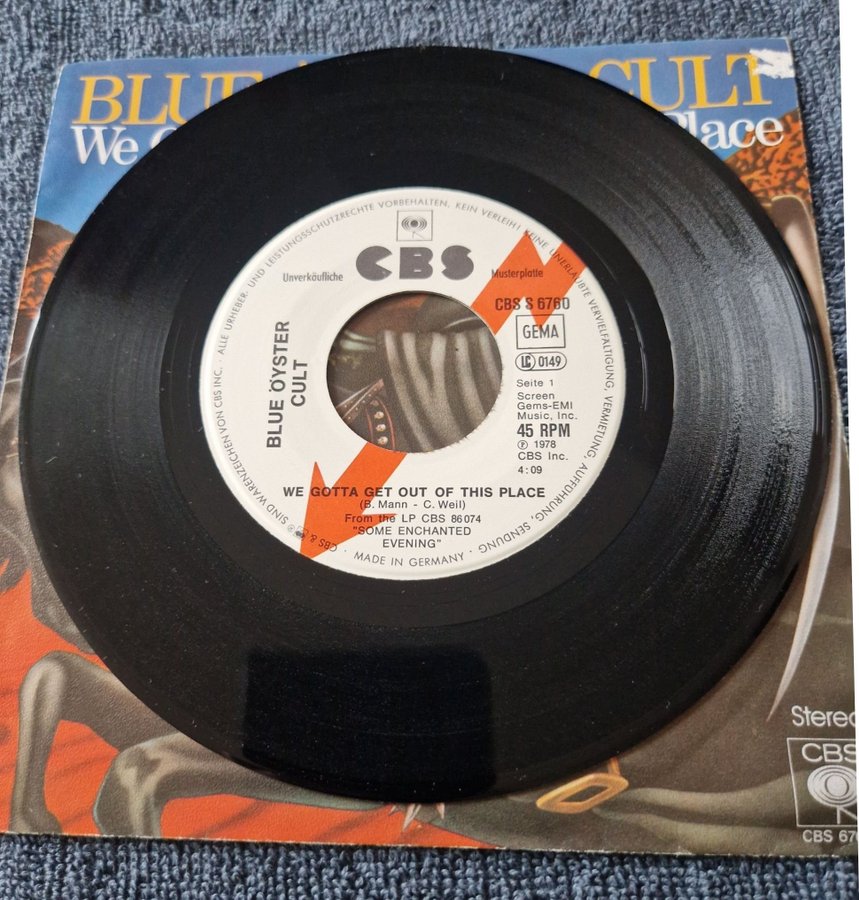 BLUE CULT
We Place
ALLE URHEBER- UND LEISTUNGSSCHUTZRECHTE VORBEHALTEN. KEIN VERLEIH! KEINE UNERLAUBTE VERVIELFÄLTIGUNG, VERMIETUNG, AUFFÜHRUNG, SENDUNG
CBS
Unverkäufliche Musterplatte
CBS S 6760
GEMA
LC 0149
Seite 1
Screen
Gems-EMI
Music, Inc.
45 RPM
℗ 1978
CBS Inc.
4:09
BLUE ÖYSTER
CULT
WE GOTTA GET OUT OF THIS PLACE
(B. Mann - C. Weil)
From the LP CBS 86074
"SOME ENCHANTED
EVENING"
MADE IN GERMANY
CBS & SIND WARENZEICHEN VON CBS INC.
Stereo
CBS
CBS 676